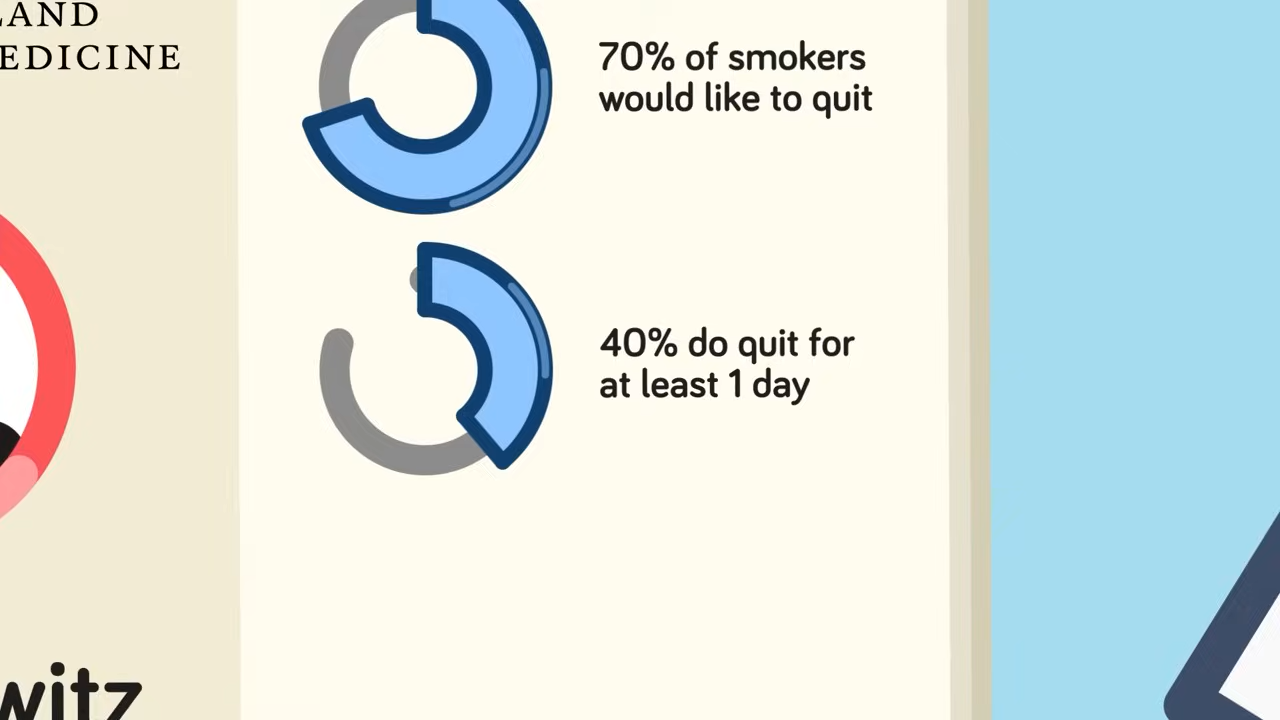 LAND
EDICINE
70% of smokers
would like to quit
40% do quit for
at least 1 day
witz